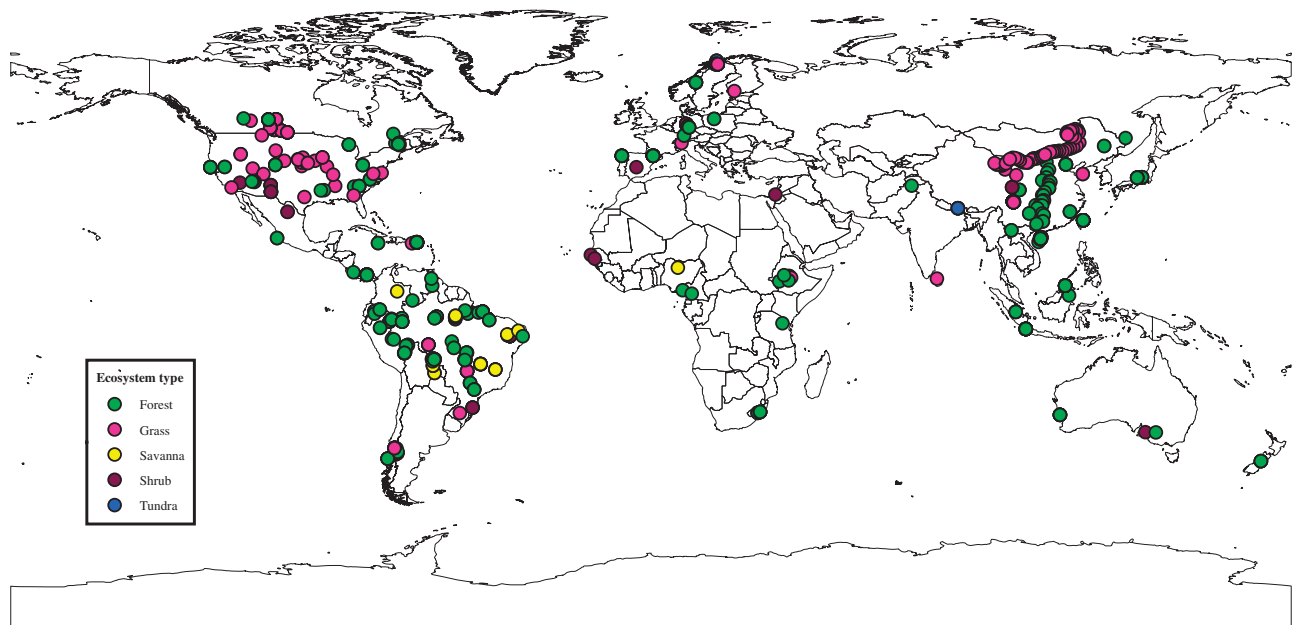 Ecosystem type
Forest
Grass
Savanna
Shrub
Tundra